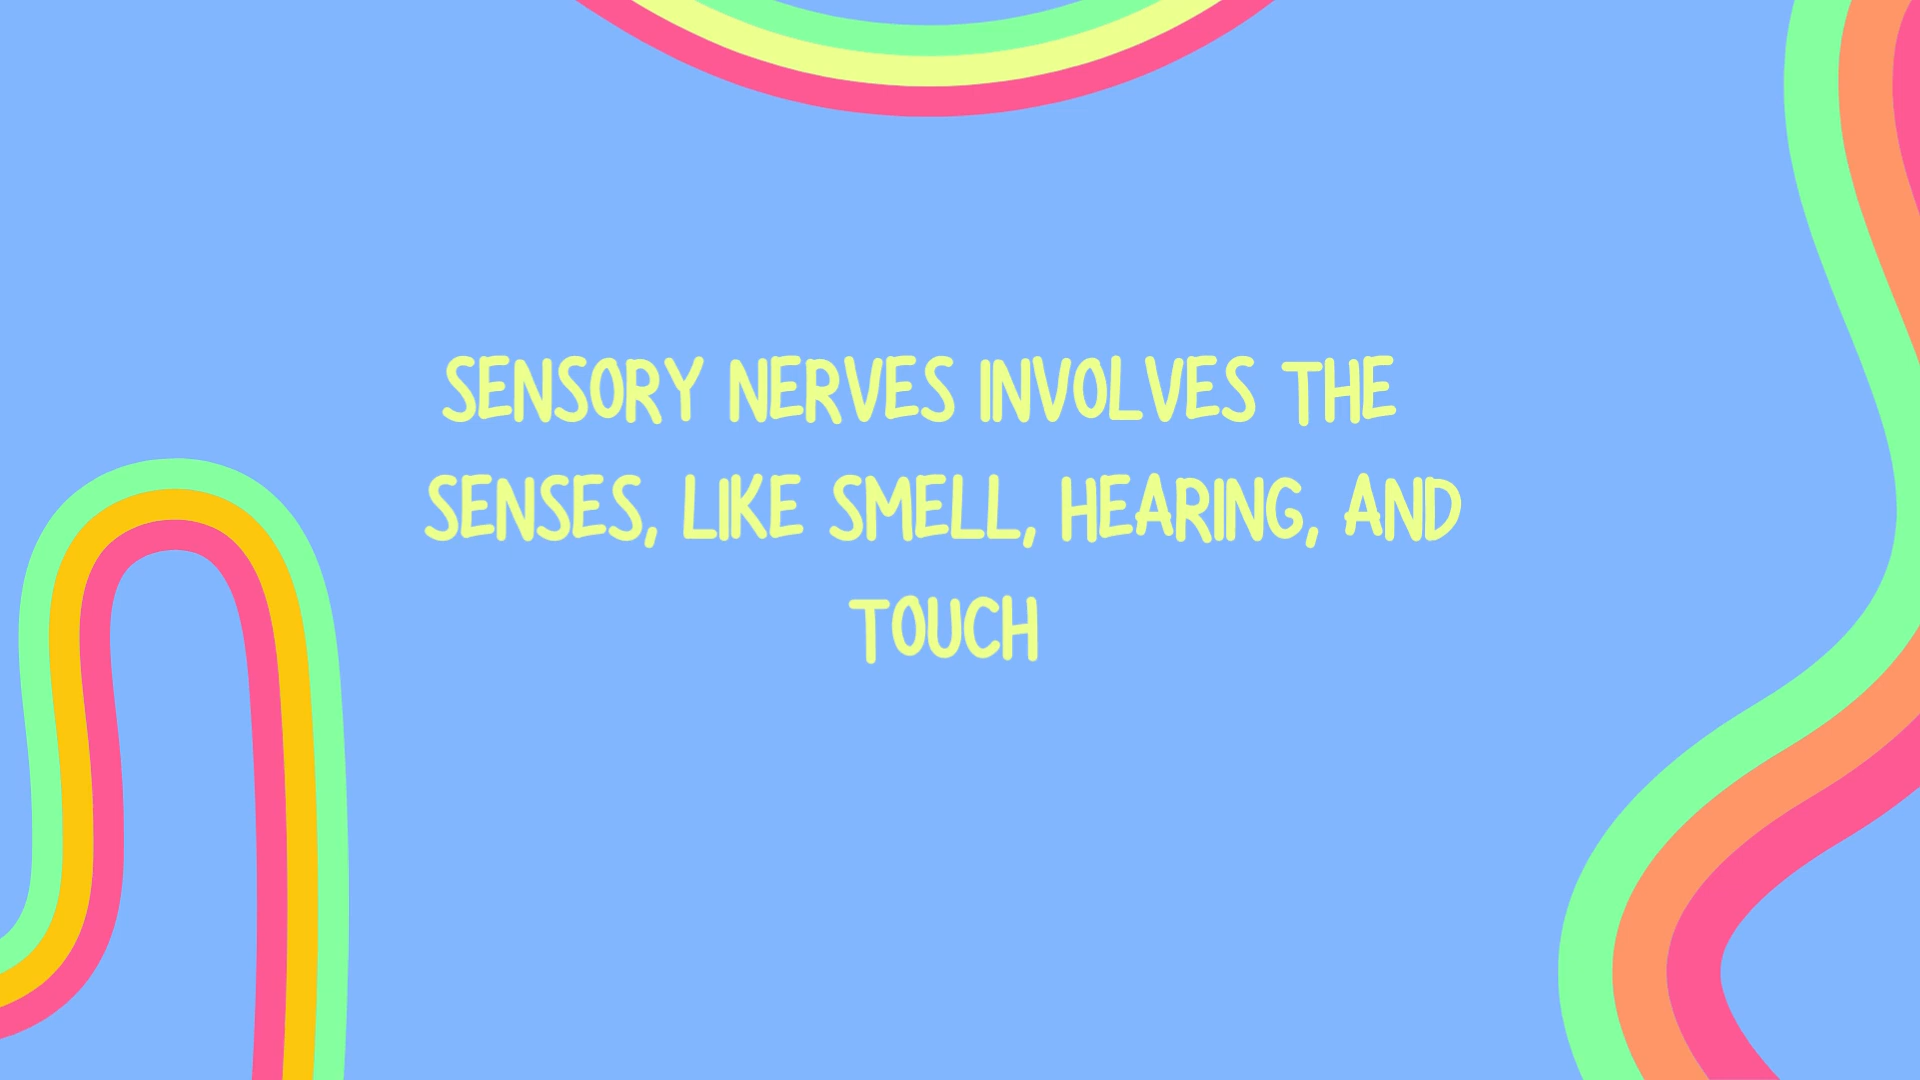 SENSORY NERVES INVOLVES THE
SENSES, LIKE SMELL, HEARING, AND
TOUCH